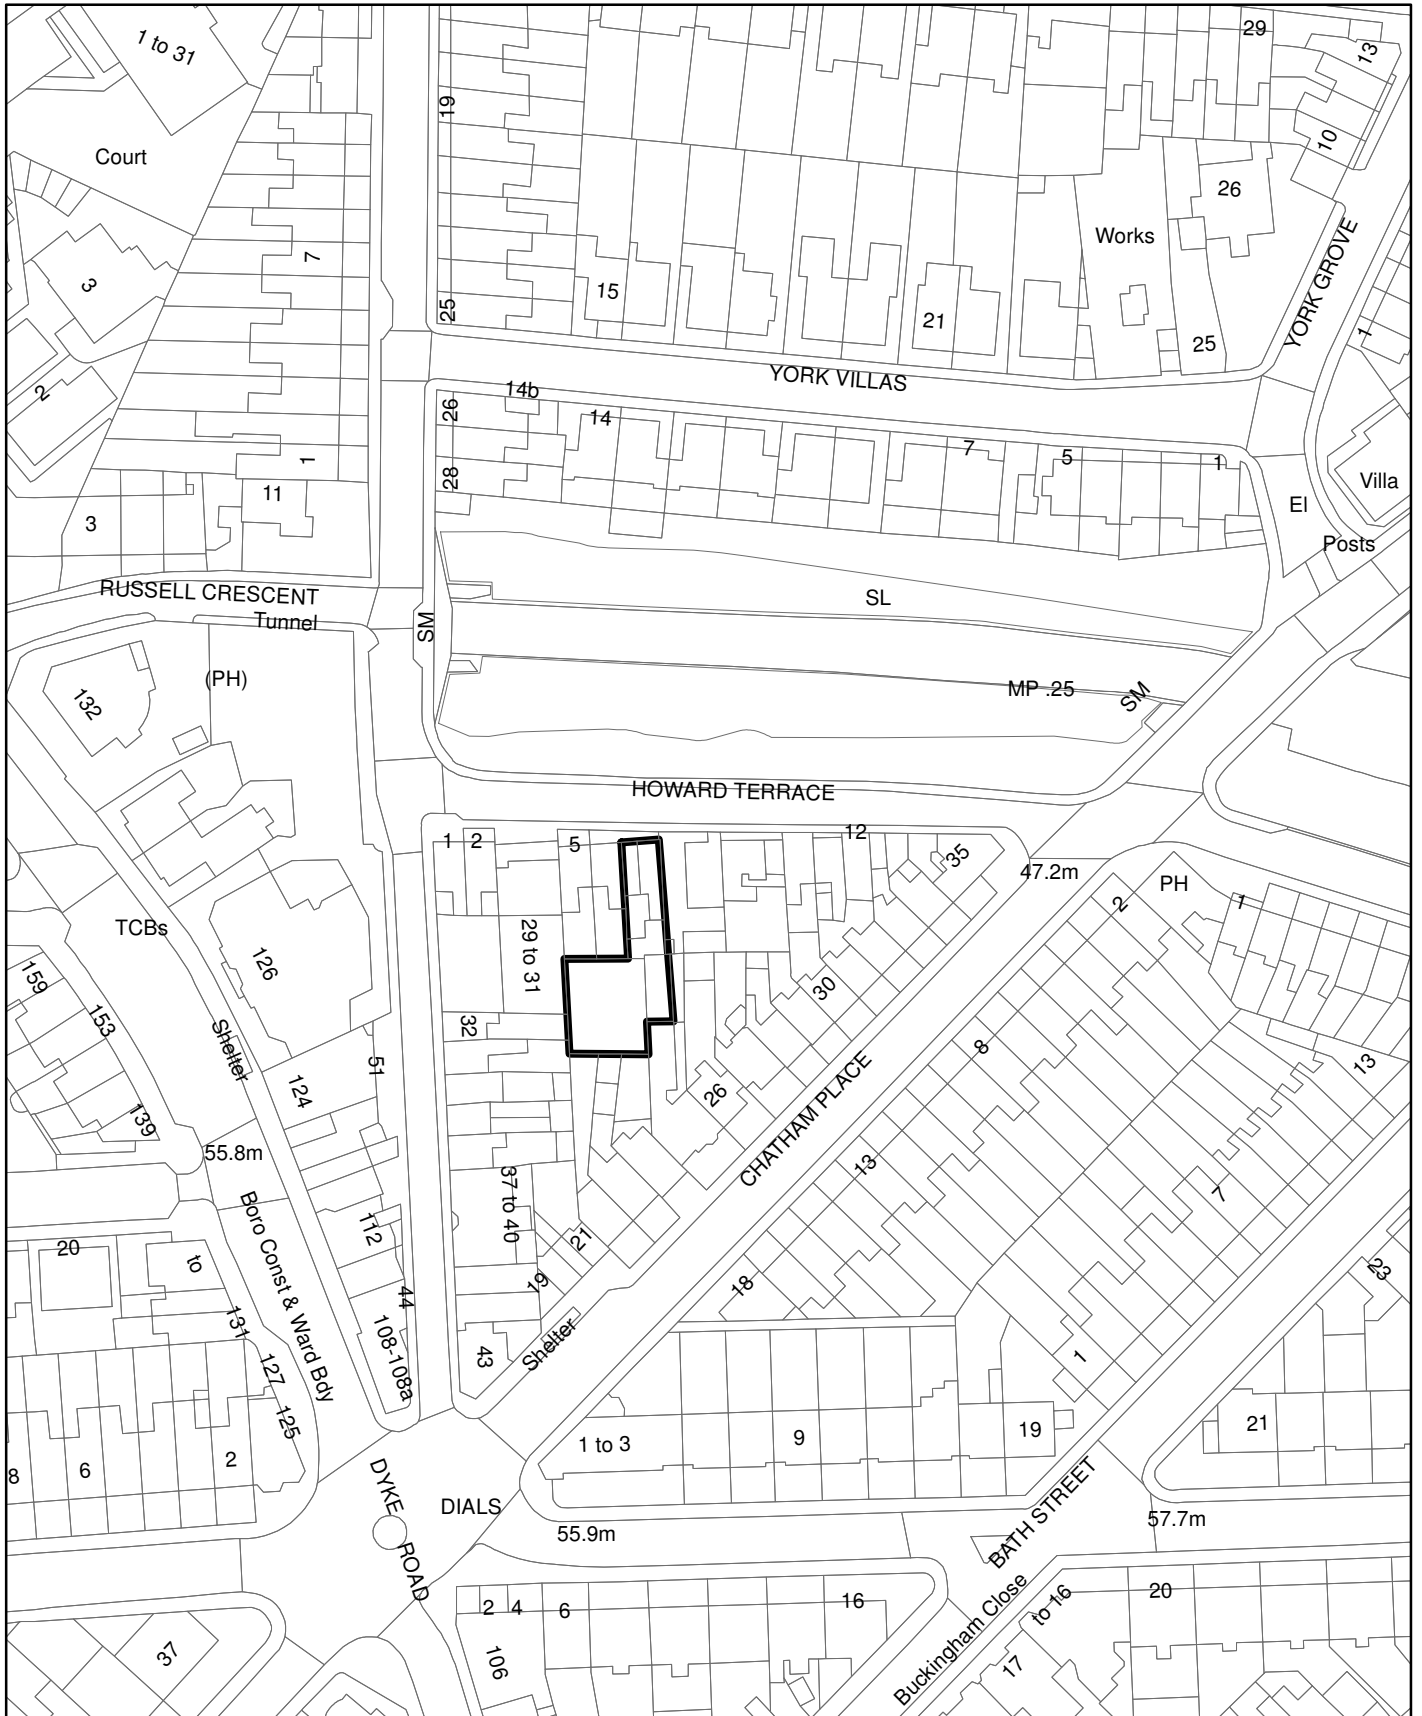 1 to 31
29
13
19
Court
10
26
Works
7
3
YORK GROVE
15
25
21
25
1
2
YORK VILLAS
14b
26
14
7
5
1
28
1
11
Villa
3
El
Posts
RUSSELL CRESCENT
SL
Tunnel
SM
(PH)
MP .25
SM
132
HOWARD TERRACE
1
2
5
12
35
47.2m
PH
2
1
TCBs
29 to 31
126
159
30
153
32
Shelter
8
51
13
124
26
CHATHAM PLACE
139
55.8m
13
37 to 40
7
Boro Const & Ward Bdy
112
21
20
to
23
19
18
44
131
Shelter
108-108a
43
1
127
125
21
19
1 to 3
9
2
6
8
DYKE ROAD
DIALS
BATH STREET
57.7m
55.9m
2
4
6
16
Buckingham Close
to 16
20
37
106
17